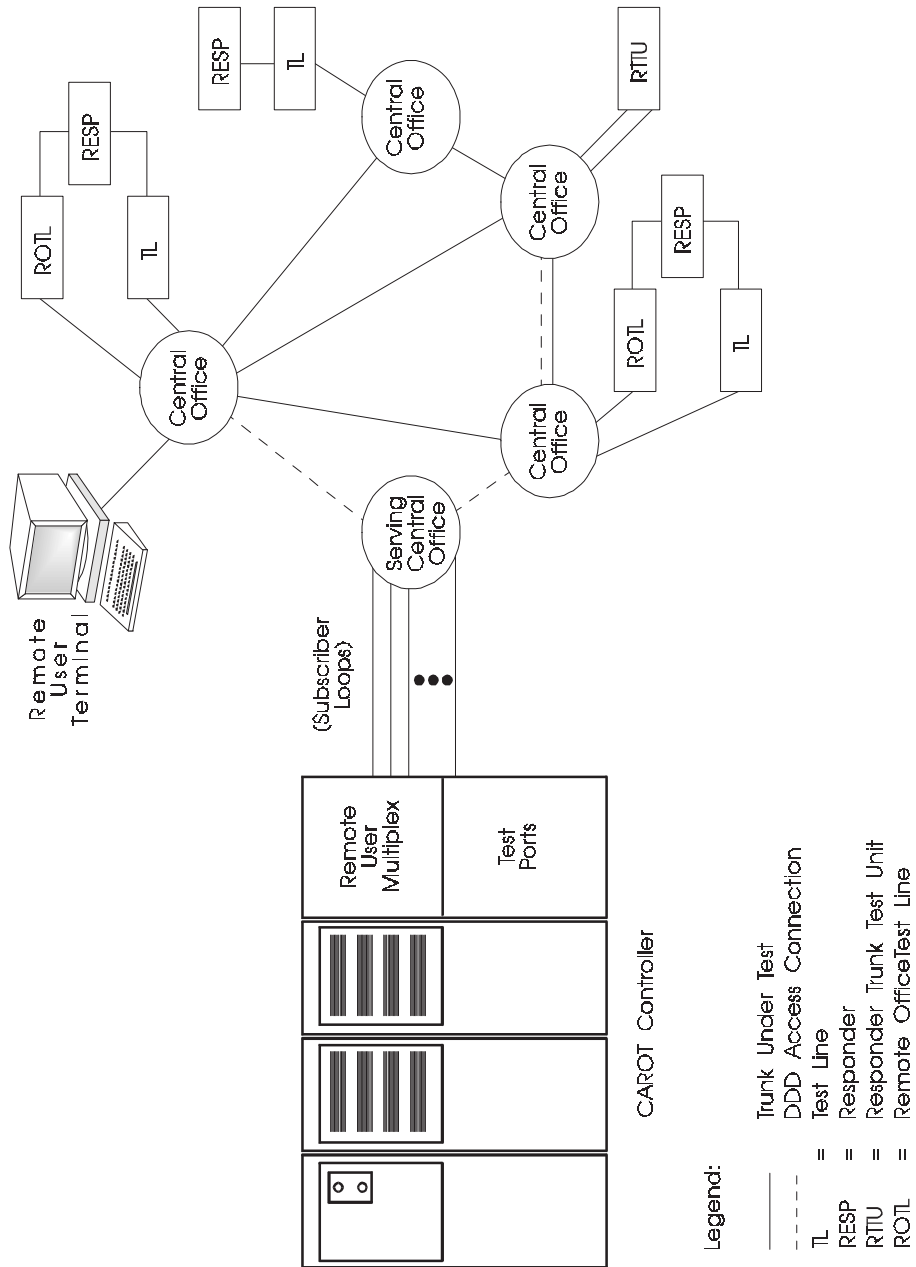 Remote
User
Terminal
ROTL
RESP
TL
RESP
TL
Central
Office
Central
Office
(Subscriber
Loops)
Serving
Central
Office
Central
Office
Central
Office
RTTU
ROTL
RESP
TL
Remote
User
Multiplex
Test
Ports
CAROT Controller
Legend:
Trunk Under Test
DDD Access Connection
TL = Test Line
RESP = Responder
RTTU = Responder Trunk Test Unit
ROTL = Remote OfficeTest Line